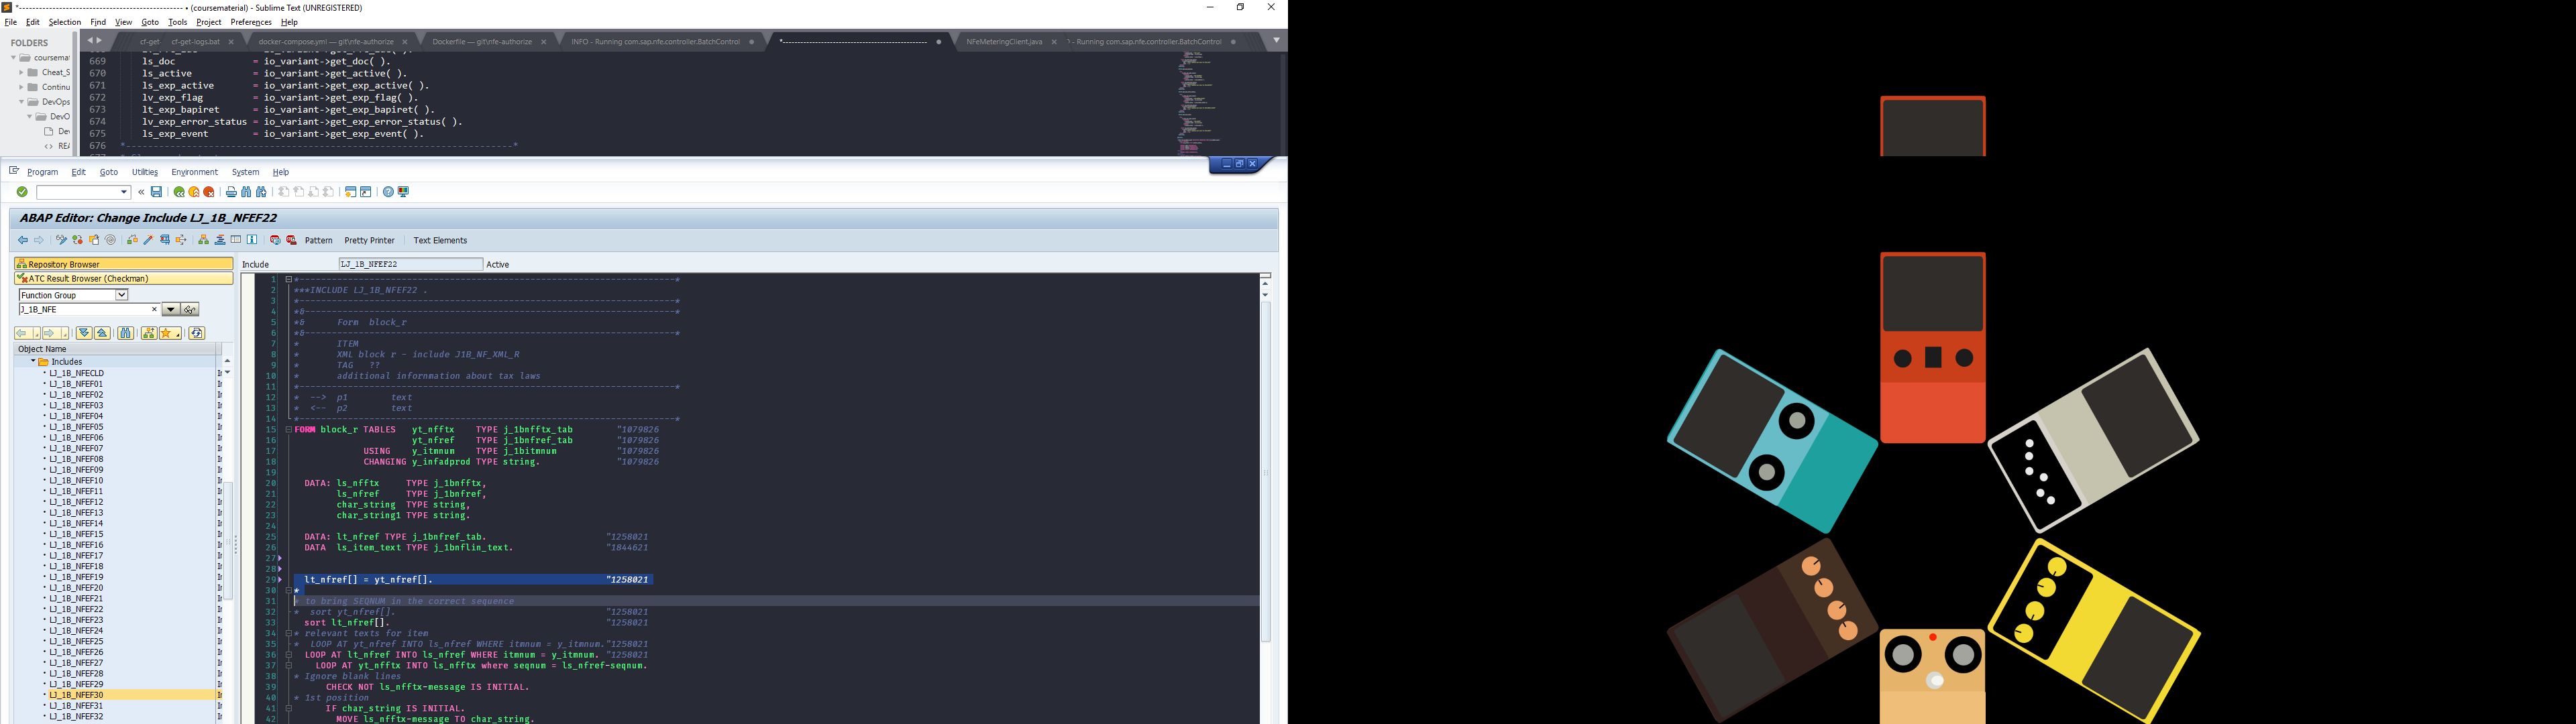 *------------------------------------------------ • (coursematerial) - Sublime Text (UNREGISTERED)
File Edit Selection Find View Goto Tools Project Preferences Help
FOLDERS
coursemat
Cheat_S
Continu
DevOps
DevO
Dev
REA
cf-get cf-get-logs.bat docker-compose.yml — git\nfe-authorize Dockerfile — git\nfe-authorize INFO - Running com.sap.nfe.controller.BatchControl *------------------------------------------------ NFeMeteringClient.java - Running com.sap.nfe.controller.BatchControl
669 ls_doc = io_variant->get_doc( ).
670 ls_active = io_variant->get_active( ).
671 ls_exp_active = io_variant->get_exp_active( ).
672 lv_exp_flag = io_variant->get_exp_flag( ).
673 lt_exp_bapiret = io_variant->get_exp_bapiret( ).
674 lv_exp_error_status = io_variant->get_exp_error_status( ).
675 ls_exp_event = io_variant->get_exp_event( ).
676 *----------------------------------------------------------------------*
Program Edit Goto Utilities Environment System Help
ABAP Editor: Change Include LJ_1B_NFEF22
Pattern Pretty Printer Text Elements
Repository Browser
ATC Result Browser (Checkman)
Function Group
J_1B_NFE
Object Name
Includes
LJ_1B_NFECLD
LJ_1B_NFEF01
LJ_1B_NFEF02
LJ_1B_NFEF03
LJ_1B_NFEF04
LJ_1B_NFEF05
LJ_1B_NFEF06
LJ_1B_NFEF07
LJ_1B_NFEF08
LJ_1B_NFEF09
LJ_1B_NFEF10
LJ_1B_NFEF11
LJ_1B_NFEF12
LJ_1B_NFEF13
LJ_1B_NFEF14
LJ_1B_NFEF15
LJ_1B_NFEF16
LJ_1B_NFEF17
LJ_1B_NFEF18
LJ_1B_NFEF19
LJ_1B_NFEF20
LJ_1B_NFEF21
LJ_1B_NFEF22
LJ_1B_NFEF23
LJ_1B_NFEF24
LJ_1B_NFEF25
LJ_1B_NFEF26
LJ_1B_NFEF27
LJ_1B_NFEF28
LJ_1B_NFEF29
LJ_1B_NFEF30
LJ_1B_NFEF31
LJ_1B_NFEF32
Include LJ_1B_NFEF22 Active
1 *----------------------------------------------------------------------*
2 ***INCLUDE LJ_1B_NFEF22 .
3 *----------------------------------------------------------------------*
4 *&---------------------------------------------------------------------*
5 *& Form block_r
6 *&---------------------------------------------------------------------*
7 * ITEM
8 * XML block r - include J1B_NF_XML_R
9 * TAG ??
10 * additional infornmation about tax laws
11 *----------------------------------------------------------------------*
12 * --> p1 text
13 * <-- p2 text
14 *----------------------------------------------------------------------*
15 FORM block_r TABLES yt_nfftx TYPE j_1bnfftx_tab "1079826
16 yt_nfref TYPE j_1bnfref_tab "1079826
17 USING y_itmnum TYPE j_1bitmnum "1079826
18 CHANGING y_infadprod TYPE string. "1079826
19
20 DATA: ls_nfftx TYPE j_1bnfftx,
21 ls_nfref TYPE j_1bnfref,
22 char_string TYPE string,
23 char_string1 TYPE string.
24
25 DATA: lt_nfref TYPE j_1bnfref_tab. "1258021
26 DATA ls_item_text TYPE j_1bnflin_text. "1844621
27
28
29 lt_nfref[] = yt_nfref[]. "1258021
30 *
31 * to bring SEQNUM in the correct sequence
32 * sort yt_nfref[]. "1258021
33 sort lt_nfref[]. "1258021
34 * relevant texts for item
35 * LOOP AT yt_nfref INTO ls_nfref WHERE itmnum = y_itmnum."1258021
36 LOOP AT lt_nfref INTO ls_nfref WHERE itmnum = y_itmnum. "1258021
37 LOOP AT yt_nfftx INTO ls_nfftx where seqnum = ls_nfref-seqnum.
38 * Ignore blank lines
39 CHECK NOT ls_nfftx-message IS INITIAL.
40 * 1st position
41 IF char_string IS INITIAL.
42 MOVE ls_nfftx-message TO char_string.